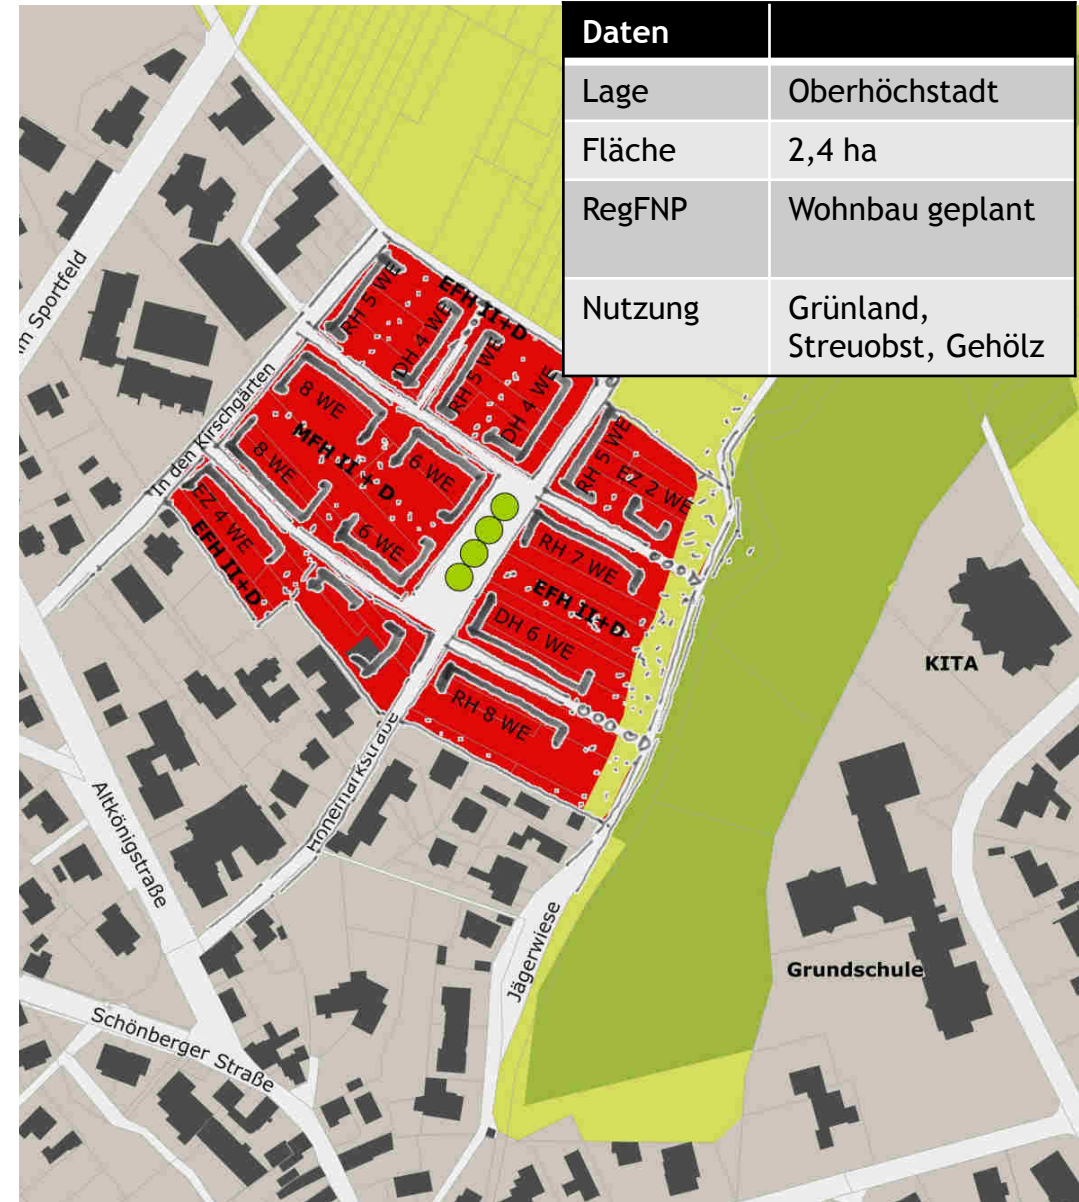 Daten
Lage Oberhöchstadt
Fläche 2,4 ha
RegFNP Wohnbau geplant
Nutzung Grünland,
Streuobst, Gehölz
m Sportfeld
In den Kirschgärten
RH 5 WE
EFH II+D
DH 4 WE
RH 5 WE
DH 4 WE
8 WE
MFH II + D
6 WE
8 WE
6 WE
RH 5 WE
EZ 2 WE
EZ 4 WE
EFH II+D
RH 7 WE
EFH II+D
DH 6 WE
RH 8 WE
KITA
Hohemarkstraße
Altkönigstraße
Jägerwiese
Grundschule
Schönberger Straße